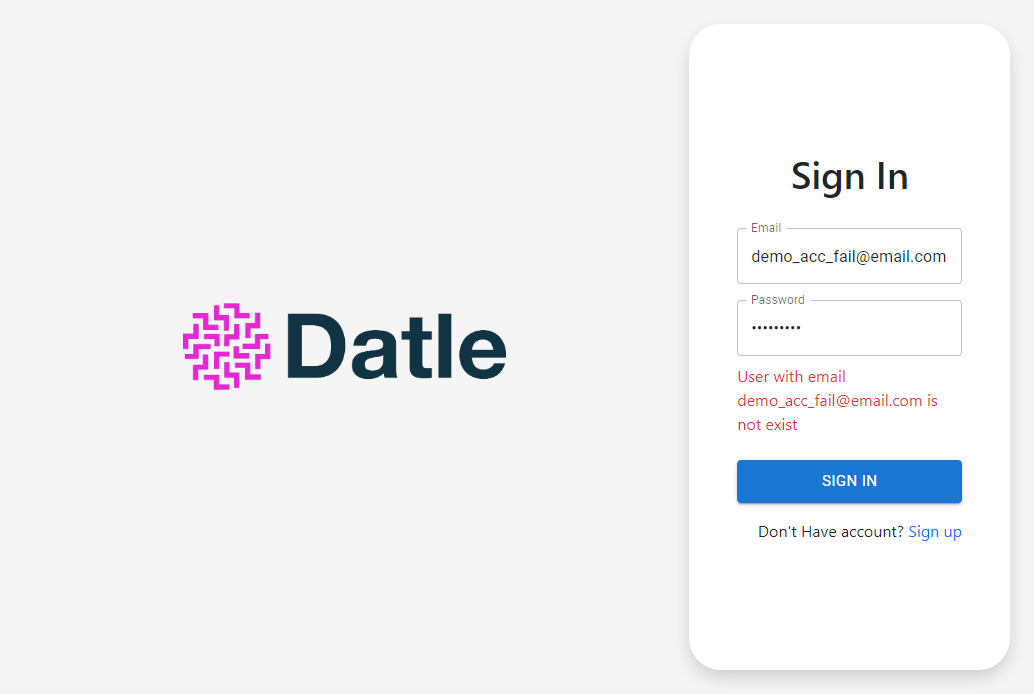 Datle
Sign In
Email
demo_acc_fail@email.com
Password
•••••••••
User with email
demo_acc_fail@email.com is
not exist
SIGN IN
Don't Have account? Sign up